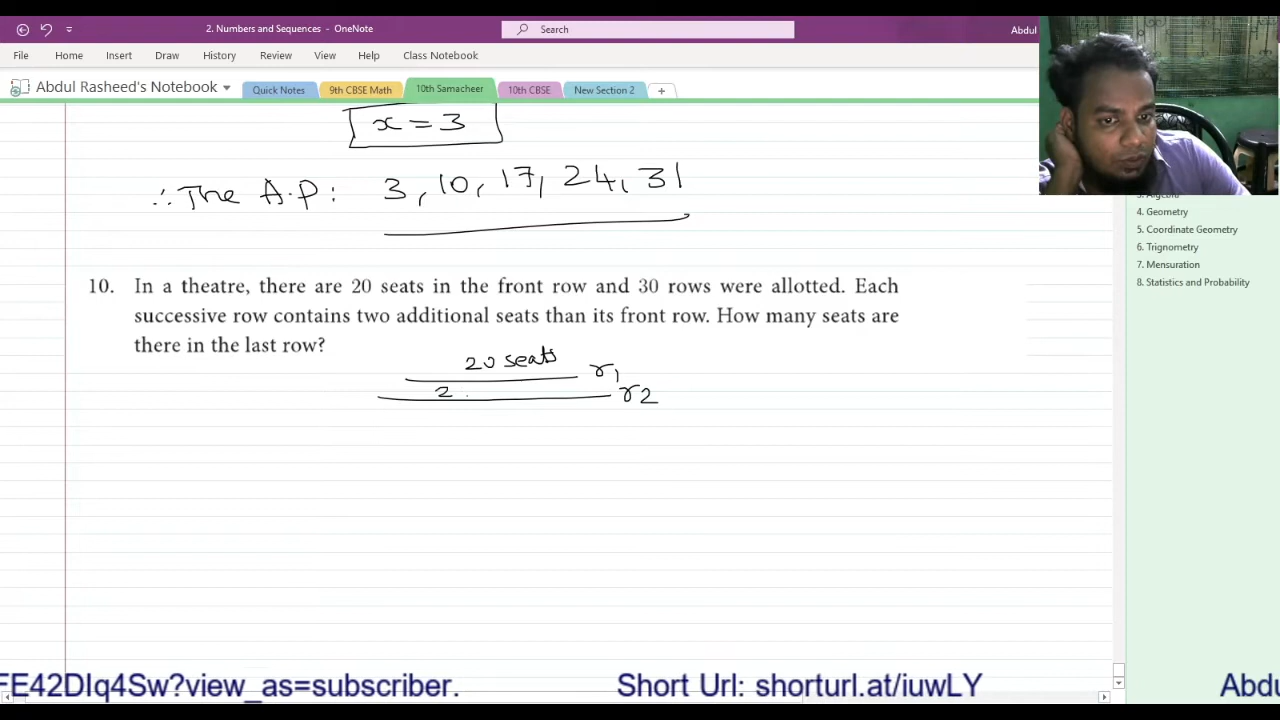 2. Numbers and Sequences - OneNote
Search
Abdul
File Home Insert Draw History Review View Help Class Notebook
Abdul Rasheed's Notebook
Quick Notes 9th CBSE Math 10th Samacheer 10th CBSE New Section 2
x = 3
∴ The A.P: 3, 10, 17, 24, 31
4. Geometry
5. Coordinate Geometry
6. Trignometry
7. Mensuration
8. Statistics and Probability
10. In a theatre, there are 20 seats in the front row and 30 rows were allotted. Each
successive row contains two additional seats than its front row. How many seats are
there in the last row?
20 seats r1
2 r2
FE42DIq4Sw?view_as=subscriber. Short Url: shorturl.at/iuwLY Abdu